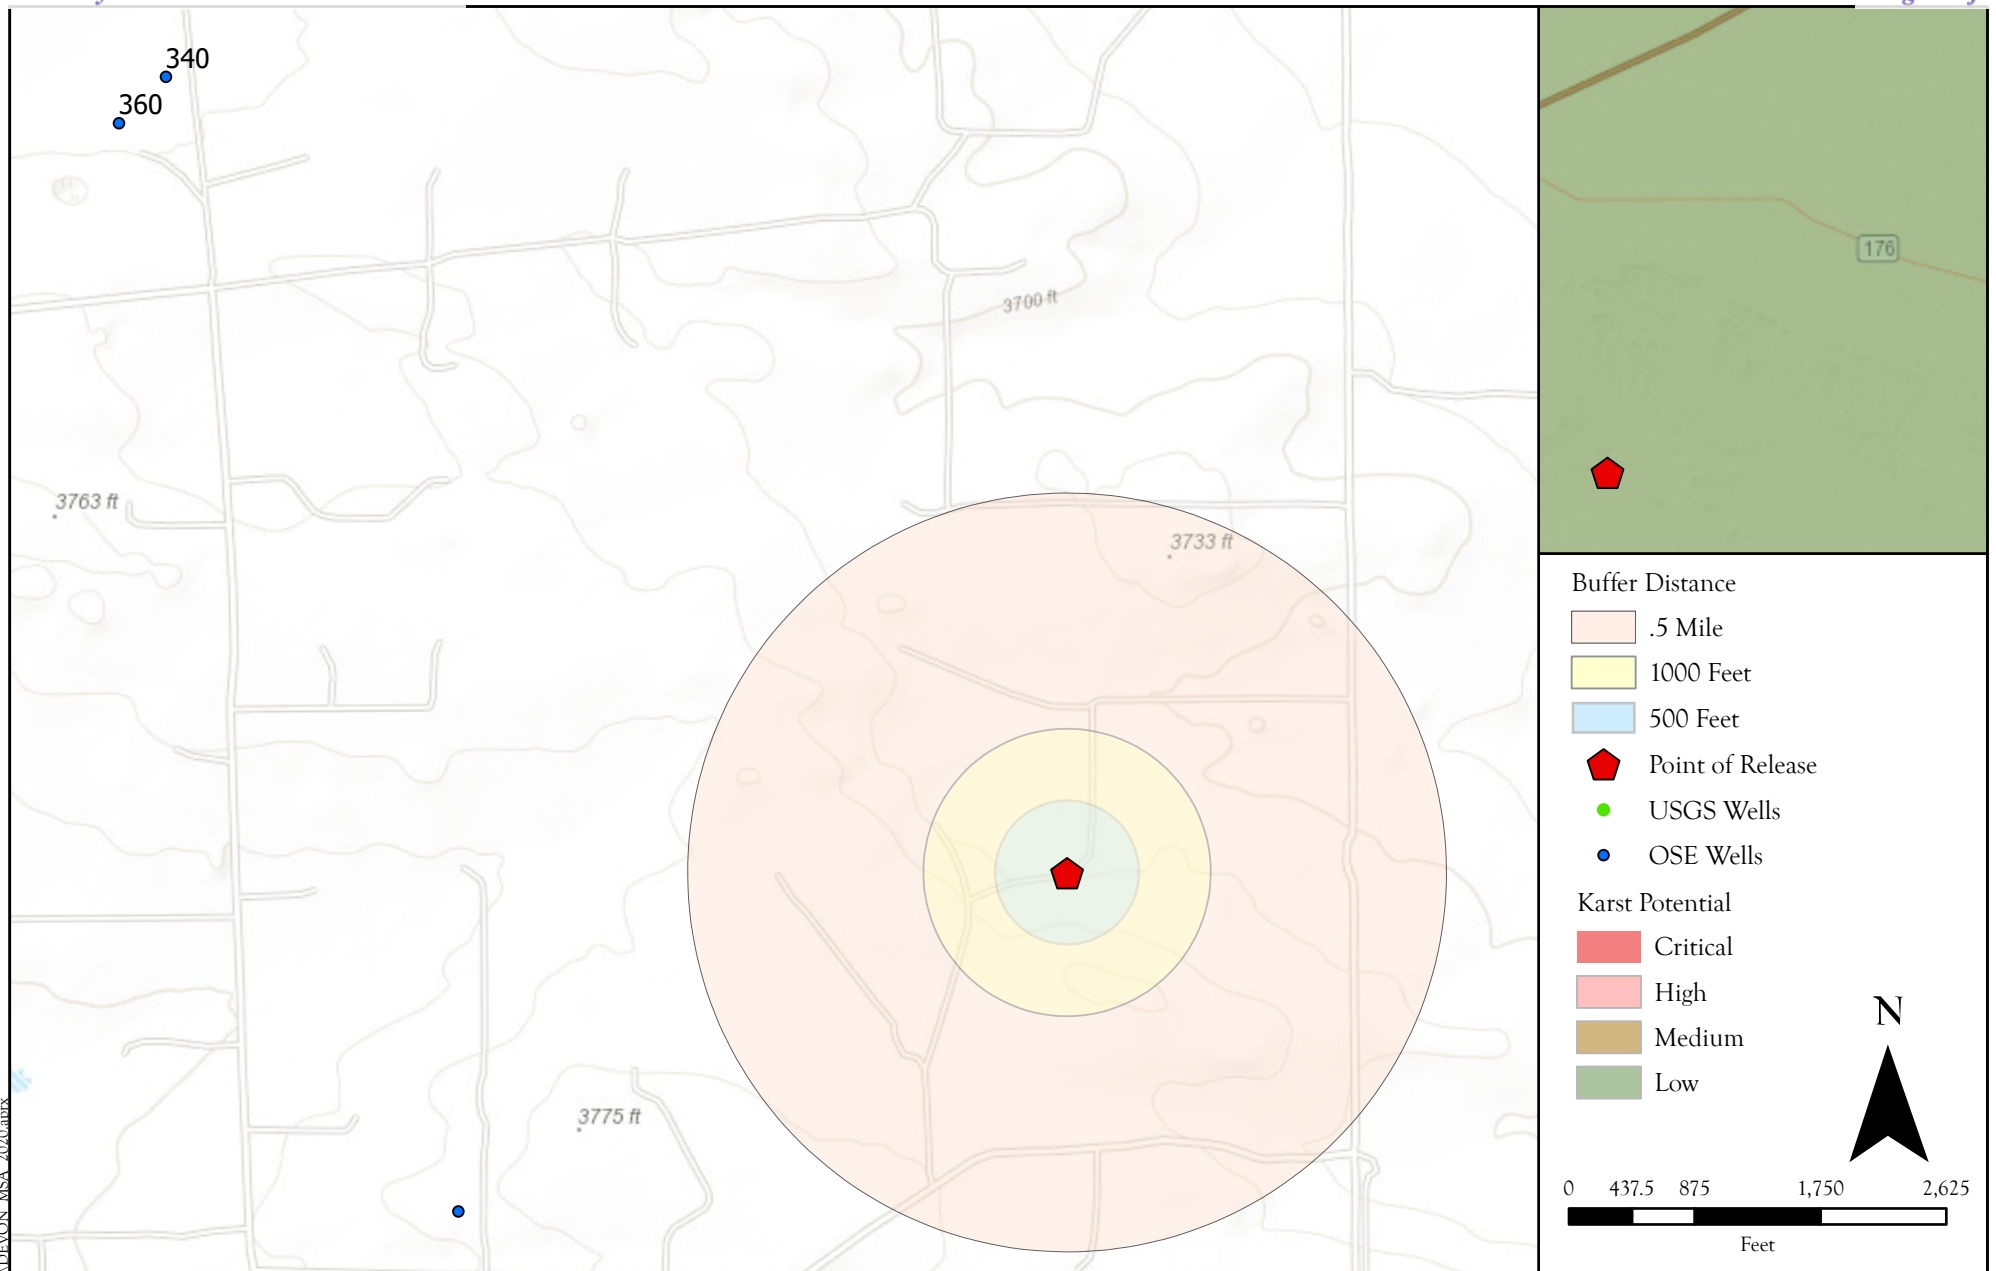 340
360
3700 ft
3763 ft
3733 ft
3775 ft
176
Buffer Distance
.5 Mile
1000 Feet
500 Feet
Point of Release
USGS Wells
OSE Wells
Karst Potential
Critical
High
Medium
Low
N
0 437.5 875 1,750 2,625
Feet